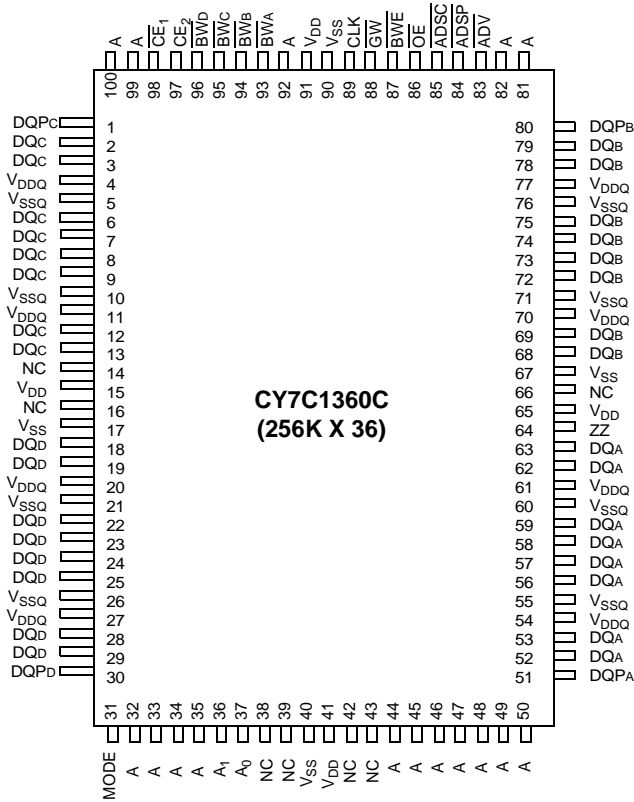 A A CE1 CE2 BWD BWC BWB BWA A VDD VSS CLK GW BWE OE ADSC ADSP ADV A A
100 99 98 97 96 95 94 93 92 91 90 89 88 87 86 85 84 83 82 81
DQPC 1 80 DQPB
DQC 2 79 DQB
DQC 3 78 DQB
VDDQ 4 77 VDDQ
VSSQ 5 76 VSSQ
DQC 6 75 DQB
DQC 7 74 DQB
DQC 8 73 DQB
DQC 9 72 DQB
VSSQ 10 71 VSSQ
VDDQ 11 70 VDDQ
DQC 12 69 DQB
DQC 13 68 DQB
NC 14 67 VSS
VDD 15 66 NC
NC 16 65 VDD
VSS 17 64 ZZ
DQD 18 63 DQA
DQD 19 62 DQA
VDDQ 20 61 VDDQ
VSSQ 21 60 VSSQ
DQD 22 59 DQA
DQD 23 58 DQA
DQD 24 57 DQA
DQD 25 56 DQA
VSSQ 26 55 VSSQ
VDDQ 27 54 VDDQ
DQD 28 53 DQA
DQD 29 52 DQA
DQPD 30 51 DQPA
CY7C1360C
(256K X 36)
31 32 33 34 35 36 37 38 39 40 41 42 43 44 45 46 47 48 49 50
MODE A A A A A1 A0 NC NC VSS VDD NC NC A A A A A A A